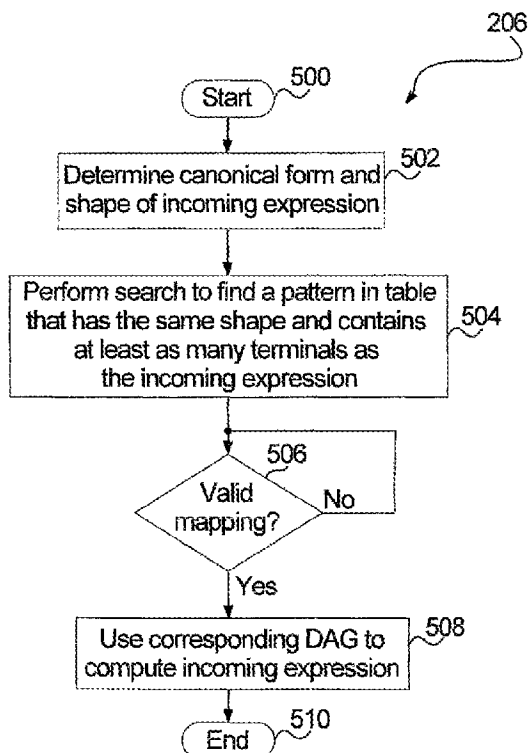 206
500
Start
502
Determine canonical form and
shape of incoming expression
Perform search to find a pattern in table
that has the same shape and contains
at least as many terminals as
the incoming expression
504
506
Valid
mapping?
No
Yes
Use corresponding DAG to
compute incoming expression
508
End
510